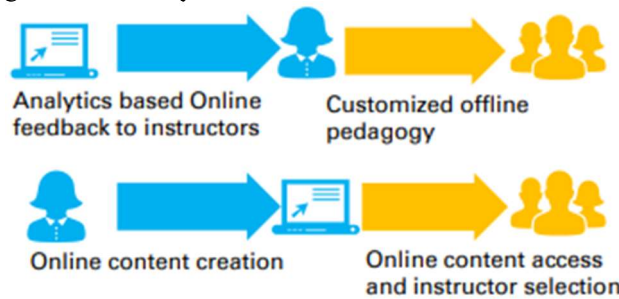 Analytics based Online
feedback to instructors
Customized offline
pedagogy
Online content creation
Online content access
and instructor selection